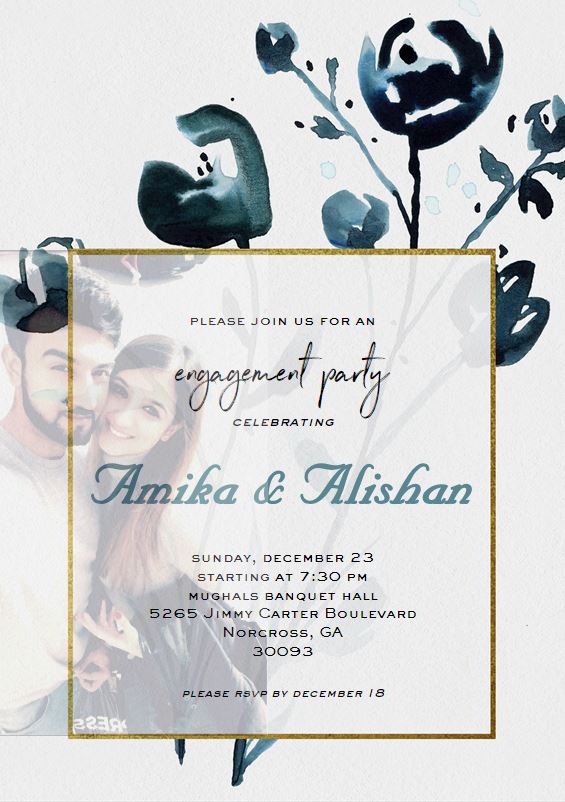 PLEASE JOIN US FOR AN
engagement party
CELEBRATING
Amika & Alishan
SUNDAY, DECEMBER 23
STARTING AT 7:30 PM
MUGHALS BANQUET HALL
5265 Jimmy Carter Boulevard
Norcross, GA
30093
PLEASE RSVP BY DECEMBER 18